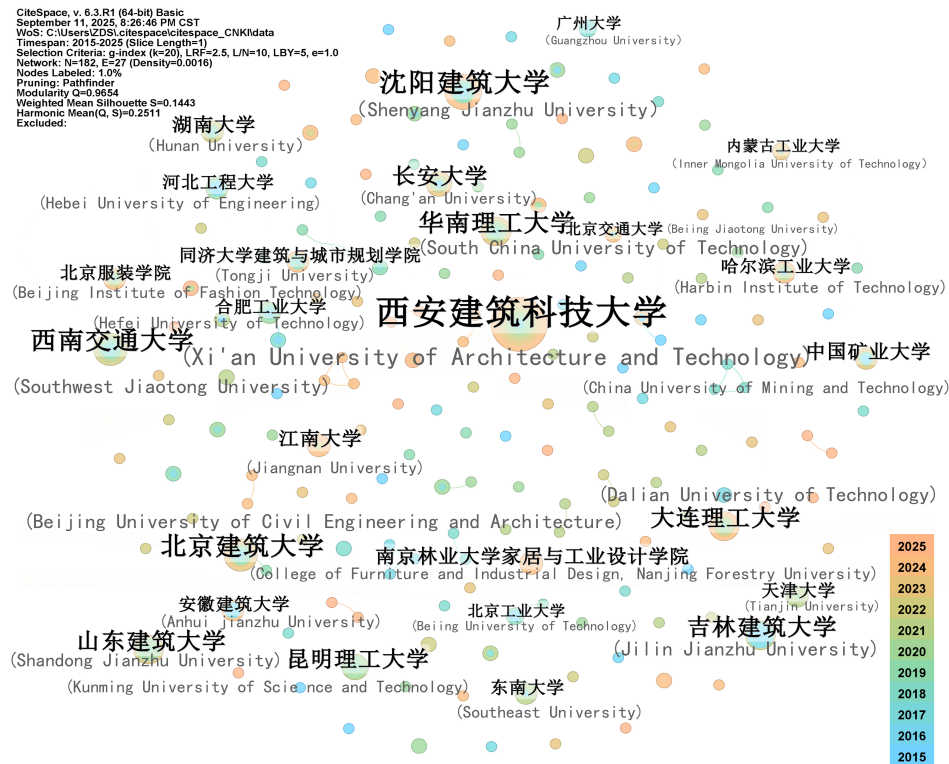 CiteSpace, v. 6.3.R1 (64-bit) Basic
September 11, 2025, 8:26:46 PM CST
WoS: C:\Users\ZDS\.citespace\citespace_CNKI\data
Timespan: 2015-2025 (Slice Length=1)
Selection Criteria: g-index (k=20), LRF=2.5, L/N=10, LBY=5, e=1.0
Network: N=182, E=27 (Density=0.0016)
Nodes Labeled: 1.0%
Pruning: Pathfinder
Modularity Q=0.9654
Weighted Mean Silhouette S=0.1443
Harmonic Mean(Q, S)=0.2511
Excluded:
广州大学
(Guangzhou University)
沈阳建筑大学
(Shenyang Jianzhu University)
湖南大学
(Hunan University)
内蒙古工业大学
(Inner Mongolia University of Technology)
河北工程大学
(Hebei University of Engineering)
长安大学
(Chang'an University)
华南理工大学
(South China University of Technology)
北京交通大学
(Beiing Jiaotong University)
同济大学建筑与城市规划学院
(Tongji University)
北京服装学院
(Beijing Institute of Fashion Technology)
哈尔滨工业大学
(Harbin Institute of Technology)
合肥工业大学
(Hefei University of Technology)
西安建筑科技大学
(Xi'an University of Architecture and Technology)
西南交通大学
(Southwest Jiaotong University)
中国矿业大学
(China University of Mining and Technology)
江南大学
(Jiangnan University)
(Dalian University of Technology)
大连理工大学
(Beijing University of Civil Engineering and Architecture)
北京建筑大学
南京林业大学家居与工业设计学院
(College of Furniture and Industrial Design, Nanjing Forestry University)
天津大学
(Tianjin University)
安徽建筑大学
(Anhui jianzhu University)
北京工业大学
(Beiing University of Technology)
吉林建筑大学
(Jilin Jianzhu University)
山东建筑大学
(Shandong Jianzhu University)
昆明理工大学
(Kunming University of Science and Technology)
东南大学
(Southeast University)
2025
2024
2023
2022
2021
2020
2019
2018
2017
2016
2015